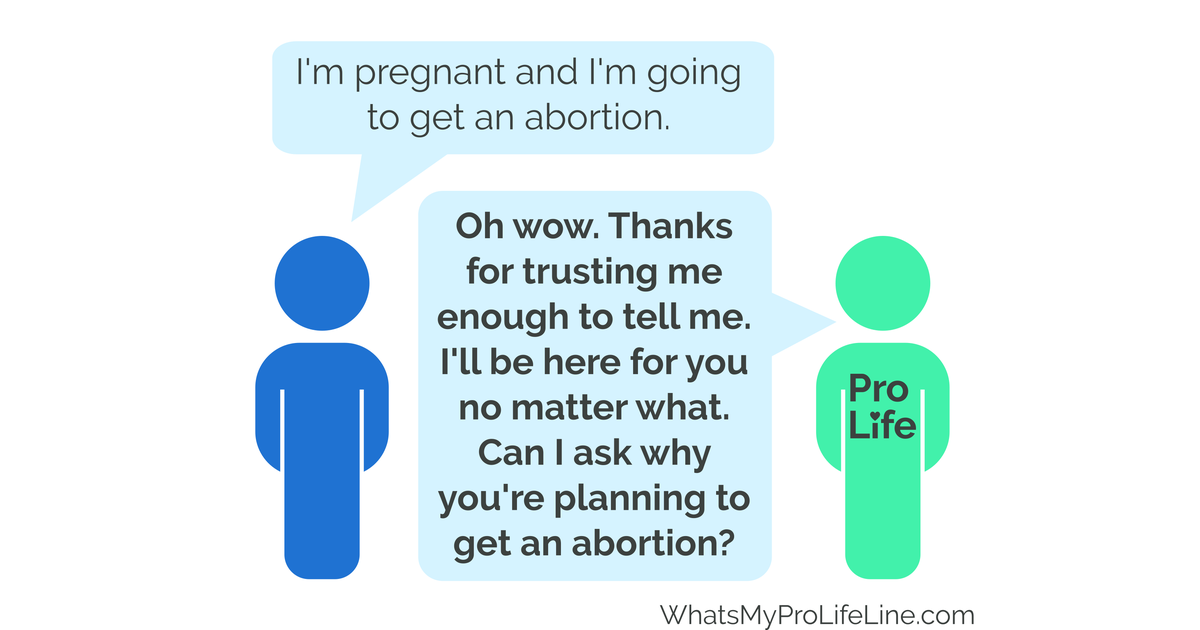 I'm pregnant and I'm going
to get an abortion.
Oh wow. Thanks
for trusting me
enough to tell me.
I'll be here for you
no matter what.
Can I ask why
you're planning to
get an abortion?
Pro
Life
WhatsMyProLifeLine.com